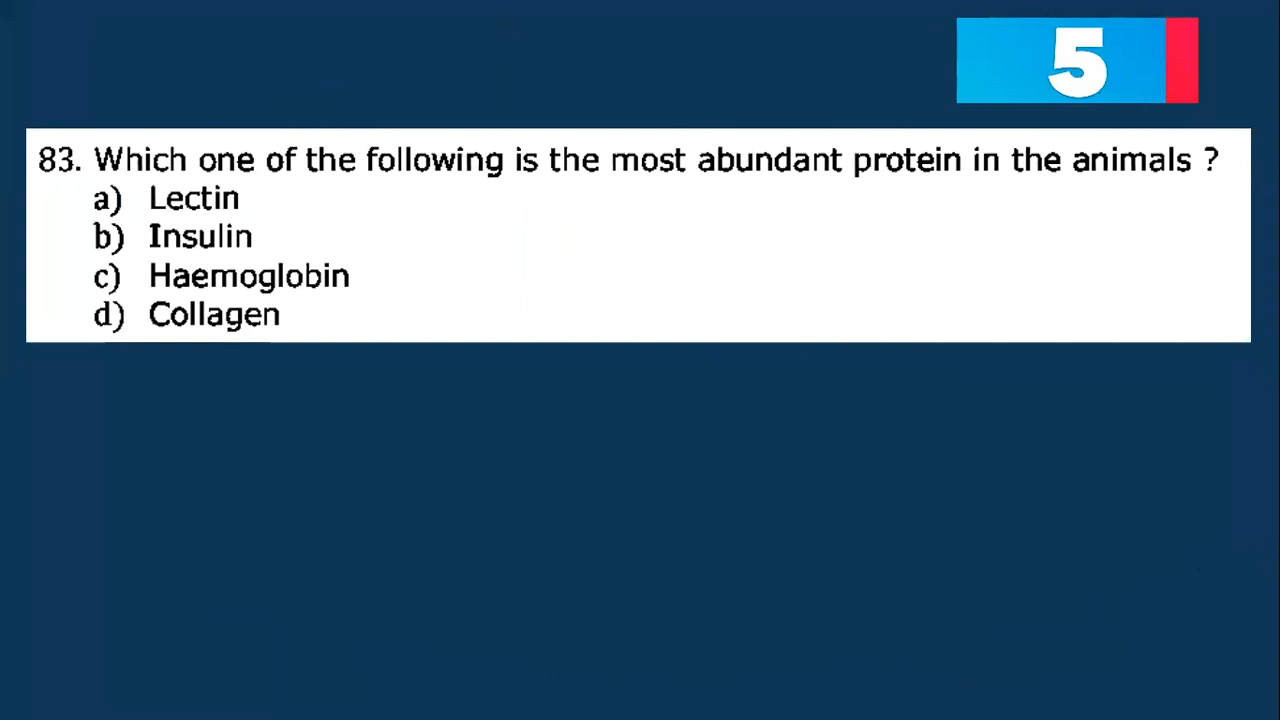 5
83. Which one of the following is the most abundant protein in the animals ?
a) Lectin
b) Insulin
c) Haemoglobin
d) Collagen